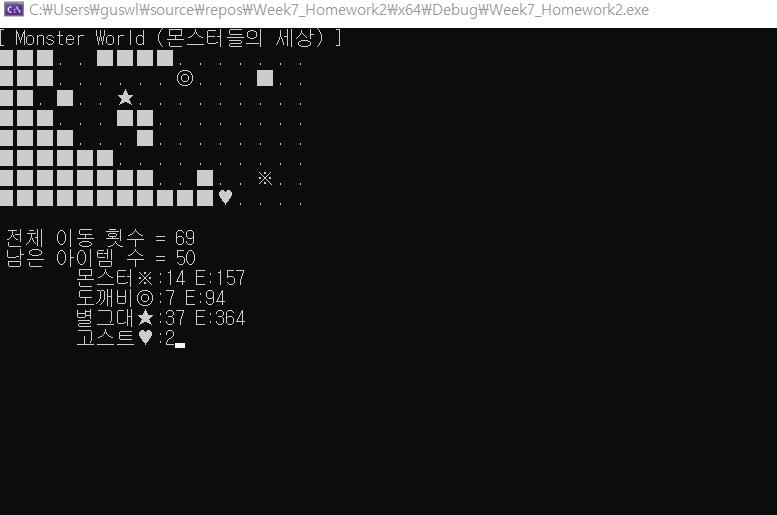 C:\Users\guswl\source\repos\Week7_Homework2\x64\Debug\Week7_Homework2.exe
[ Monster World (몬스터들의 세상) ]
■■■..■■■■.......
■■■......◎...■..
■■.■..★.........
■■■...■■........
■■■■...■........
■■■■■■..........
■■■■■■■■..■..※..
■■■■■■■■■■■♥....
전체 이동 횟수 = 69
남은 아이템 수 = 50
몬스터※:14 E:157
도깨비◎:7 E:94
별그대★:37 E:364
고스트♥:2